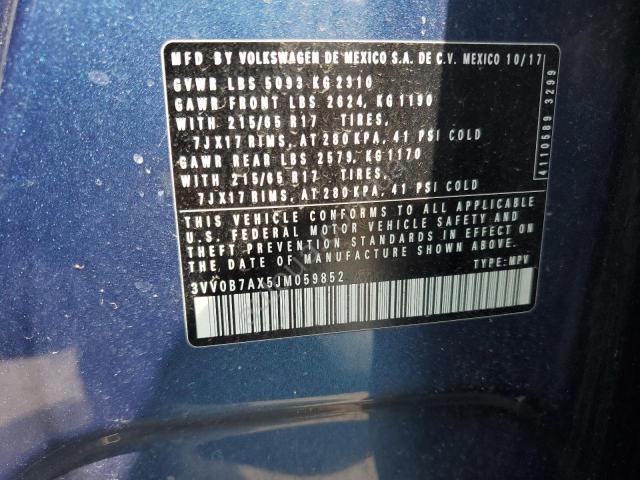 MFD BY VOLKSWAGEN DE MEXICO S.A. DE C.V. MEXICO 10/17
GVWR LBS 5093 KG 2310
GAWR FRONT LBS 2624, KG 1190
WITH 215/65 R17 TIRES,
7JX17 RIMS, AT 280 KPA, 41 PSI COLD
GAWR REAR LBS 2579, KG 1170
WITH 215/65 R17 TIRES,
7JX17 RIMS, AT 280 KPA, 41 PSI COLD
THIS VEHICLE CONFORMS TO ALL APPLICABLE
U.S. FEDERAL MOTOR VEHICLE SAFETY AND
THEFT PREVENTION STANDARDS IN EFFECT ON
THE DATE OF MANUFACTURE SHOWN ABOVE.
3VV0B7AX5JM059852 TYPE: MPV
4110589 3299